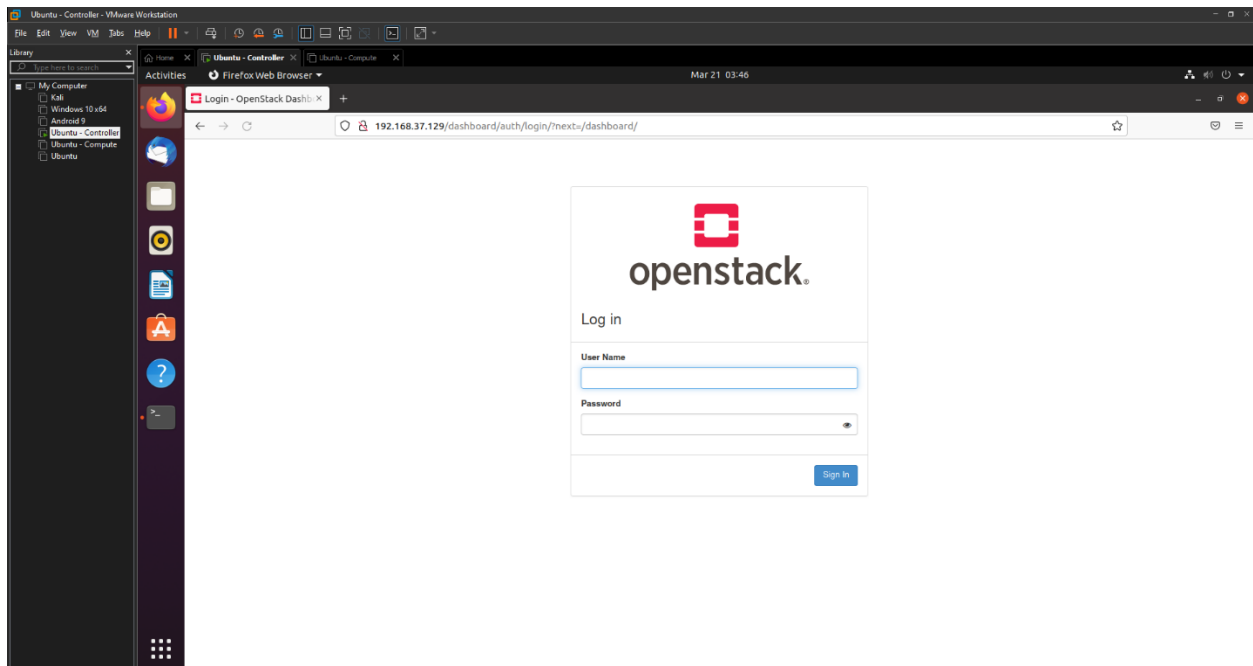 Ubuntu - Controller - VMware Workstation
File Edit View VM Tabs Help
Library
Type here to search
My Computer
Kali
Windows 10 x64
Android 9
Ubuntu - Controller
Ubuntu - Compute
Ubuntu
Home
Ubuntu - Controller
Ubuntu - Compute
Activities
Firefox Web Browser
Mar 21 03:46
Login - OpenStack Dashb
192.168.37.129/dashboard/auth/login/?next=/dashboard/
openstack.
Log in
User Name
Password
Sign In